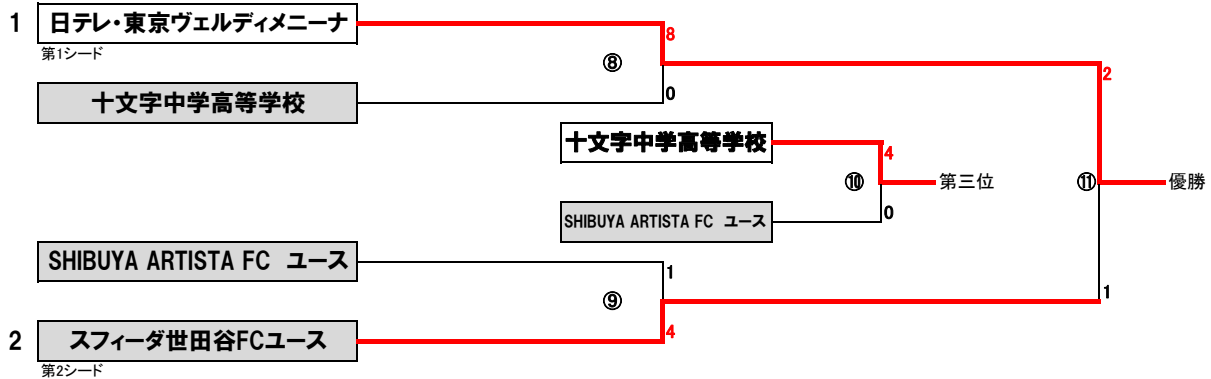 1 日テレ・東京ヴェルディメニーナ
第1シード
8
⑧
2
十文字中学高等学校
0
十文字中学高等学校
4
⑩
第三位
⑪
優勝
SHIBUYA ARTISTA FC ユース
0
SHIBUYA ARTISTA FC ユース
1
⑨
1
2 スフィーダ世田谷FCユース
4
第2シード